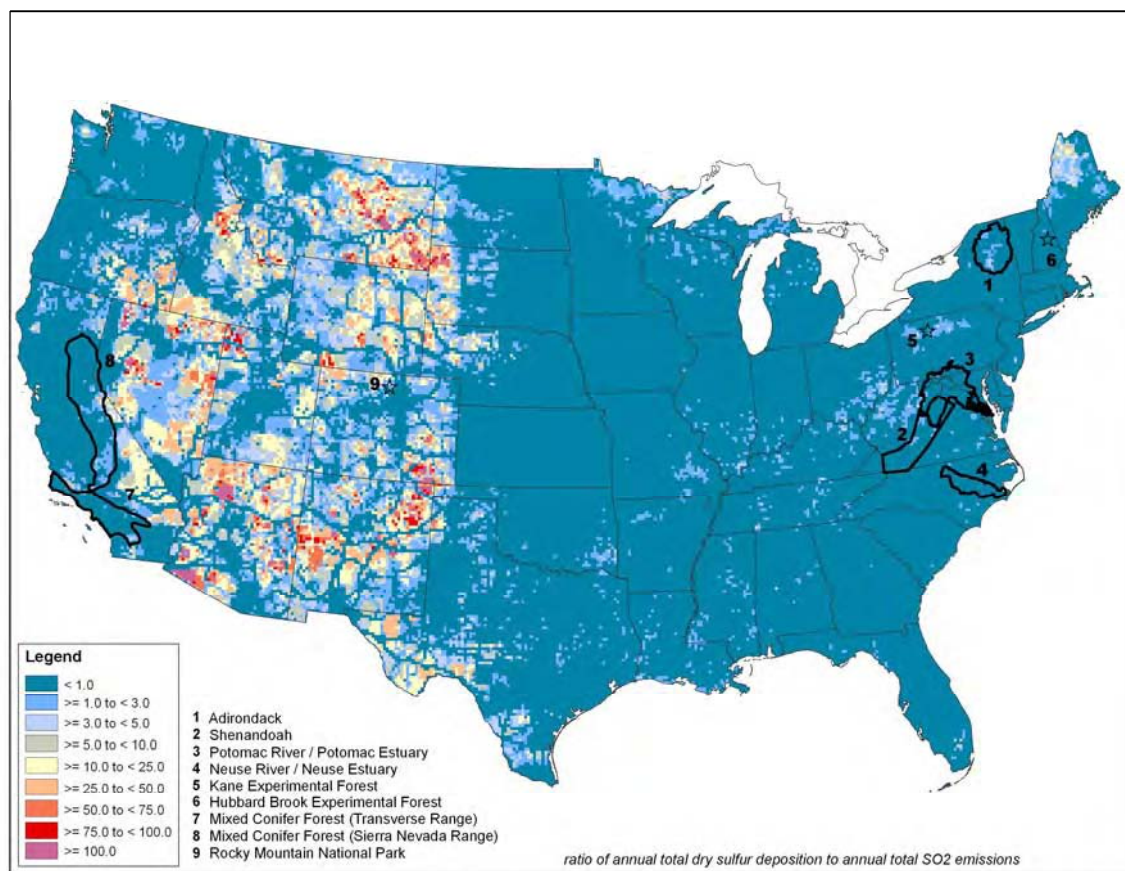 1
6
5
3
8
9
2
4
7
Legend
< 1.0
>= 1.0 to < 3.0
>= 3.0 to < 5.0
>= 5.0 to < 10.0
>= 10.0 to < 25.0
>= 25.0 to < 50.0
>= 50.0 to < 75.0
>= 75.0 to < 100.0
>= 100.0
1 Adirondack
2 Shenandoah
3 Potomac River / Potomac Estuary
4 Neuse River / Neuse Estuary
5 Kane Experimental Forest
6 Hubbard Brook Experimental Forest
7 Mixed Conifer Forest (Transverse Range)
8 Mixed Conifer Forest (Sierra Nevada Range)
9 Rocky Mountain National Park
ratio of annual total dry sulfur deposition to annual total SO2 emissions